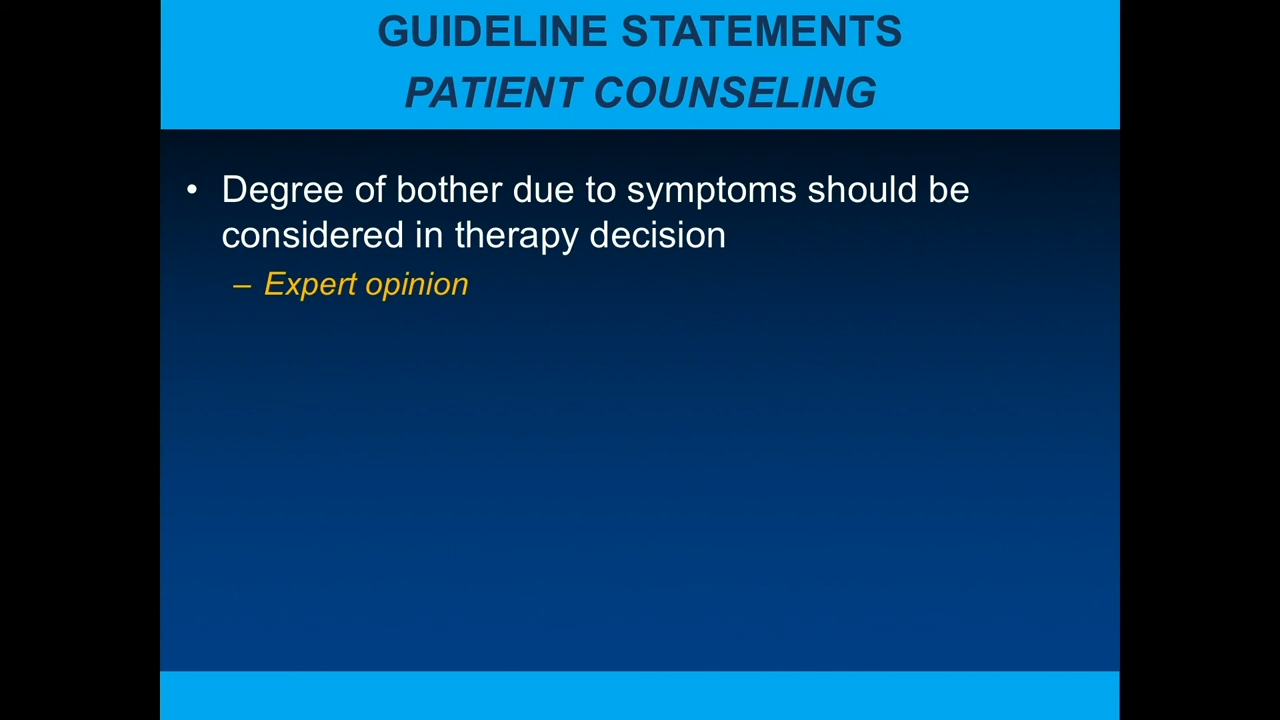 GUIDELINE STATEMENTS
PATIENT COUNSELING
• Degree of bother due to symptoms should be
considered in therapy decision
– Expert opinion